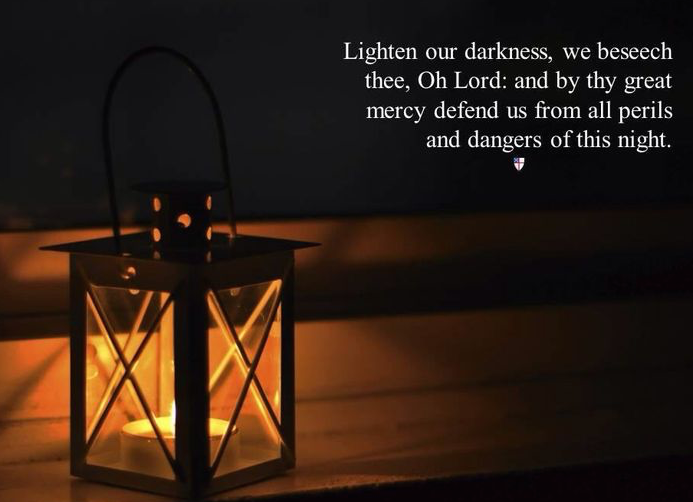 Lighten our darkness, we beseech
thee, Oh Lord: and by thy great
mercy defend us from all perils
and dangers of this night.